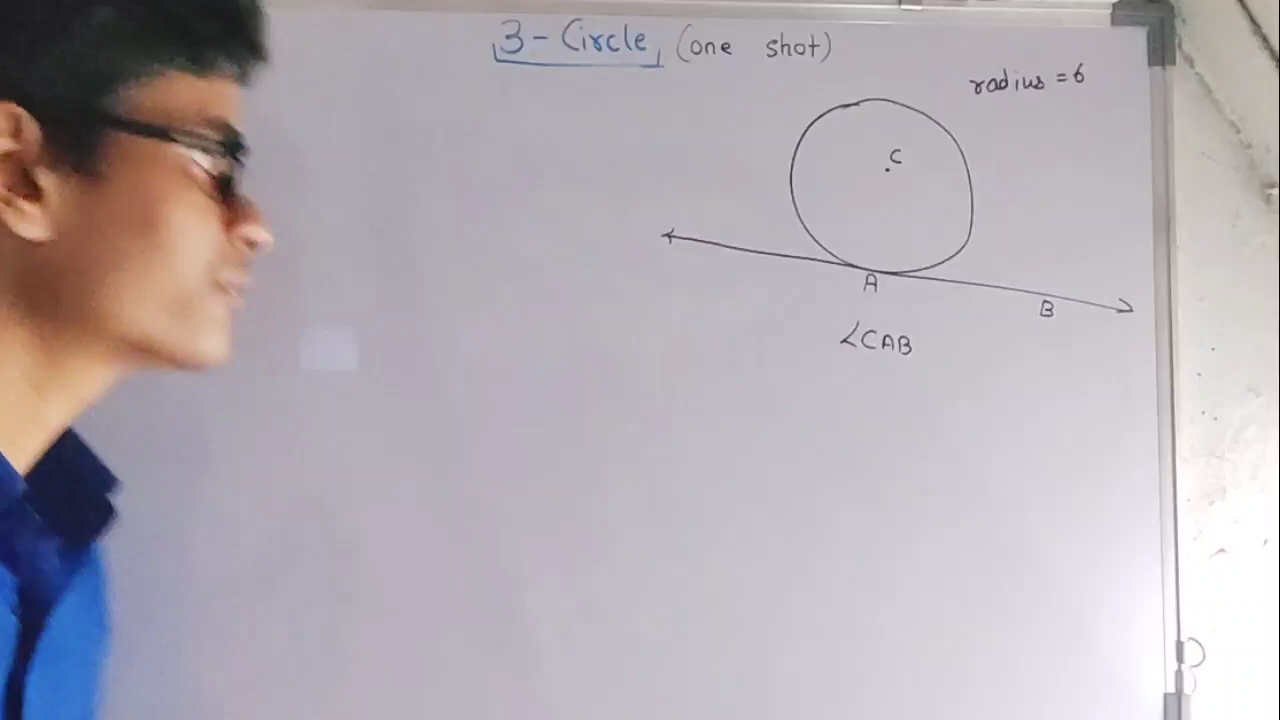 3-Circle (one shot)
radius = 6
C
A
B
∠CAB